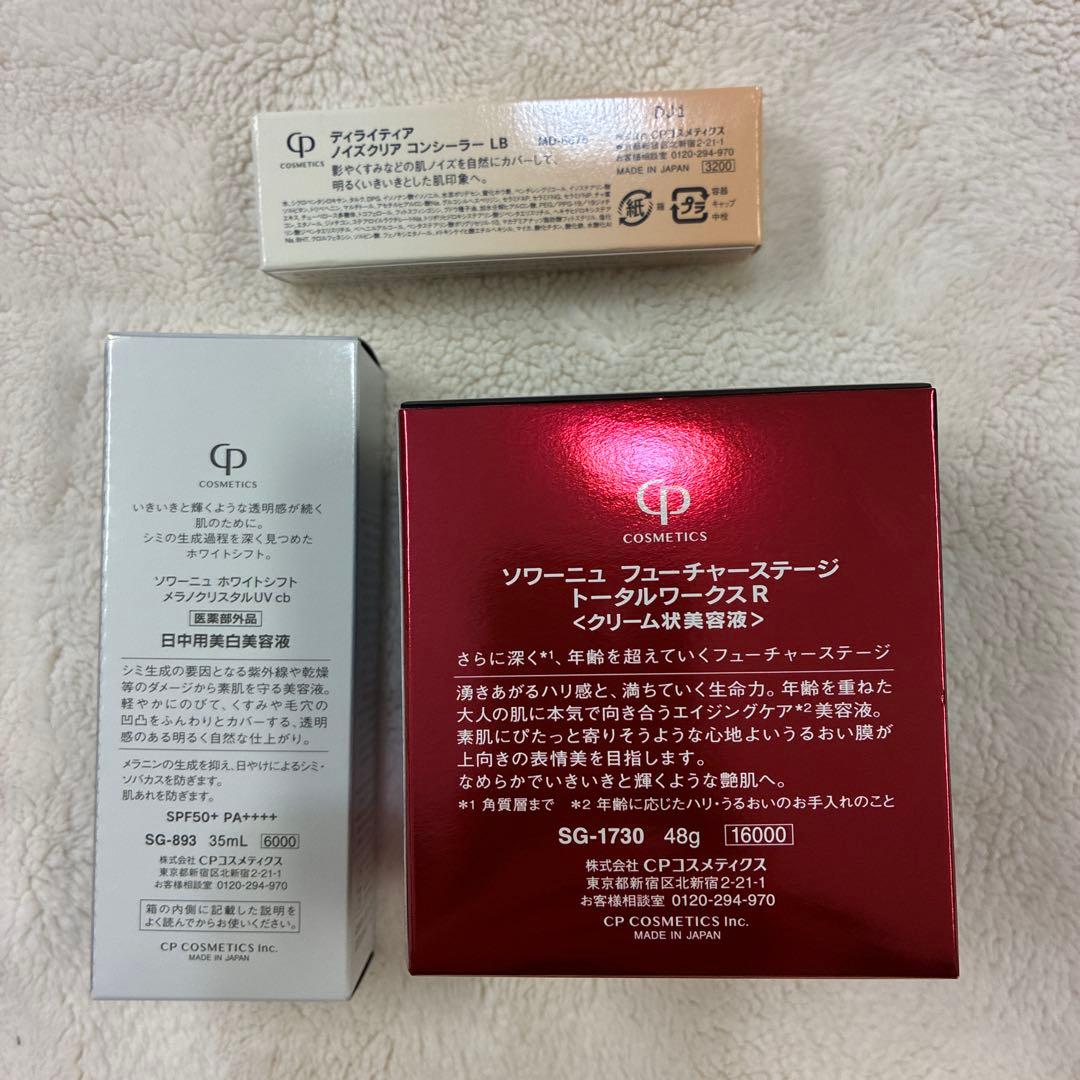 CP
COSMETICS
ディライティア
ノイズクリア コンシーラー LB
影やくすみなどの肌ノイズを自然にカバーして、
明るくいきいきとした肌印象へ。
DJ1
株式会社 CPコスメティクス
東京都新宿区北新宿2-21-1
お客様相談室 0120-294-970
MADE IN JAPAN 3200
紙 箱
プラ
容器
キャップ
中栓
CP
COSMETICS
いきいきと輝くような透明感が続く
肌のために。
シミの生成過程を深く見つめた
ホワイトシフト。
ソワーニュ ホワイトシフト
メラノクリスタルUV cb
医薬部外品
日中用美白美容液
シミ生成の要因となる紫外線や乾燥
等のダメージから素肌を守る美容液。
軽やかにのびて、くすみや毛穴の
凹凸をふんわりとカバーする、透明
感のある明るく自然な仕上がり。
メラニンの生成を抑え、日やけによるシミ・
ソバカスを防ぎます。
肌あれを防ぎます。
SPF50+ PA++++
SG-893 35mL 6000
株式会社 CPコスメティクス
東京都新宿区北新宿2-21-1
お客様相談室 0120-294-970
箱の内側に記載した説明を
よく読んでからお使いください。
CP COSMETICS Inc.
MADE IN JAPAN
CP
COSMETICS
ソワーニュ フューチャーステージ
トータルワークス R
<クリーム状美容液>
さらに深く*1、年齢を超えていくフューチャーステージ
湧きあがるハリ感と、満ちていく生命力。年齢を重ねた
大人の肌に本気で向き合うエイジングケア*2美容液。
素肌にぴたっと寄りそうような心地よいうるおい膜が
上向きの表情美を目指します。
なめらかでいきいきと輝くような艶肌へ。
*1 角質層まで *2 年齢に応じたハリ・うるおいのお手入れのこと
SG-1730 48g 16000
株式会社 CPコスメティクス
東京都新宿区北新宿2-21-1
お客様相談室 0120-294-970
CP COSMETICS Inc.
MADE IN JAPAN